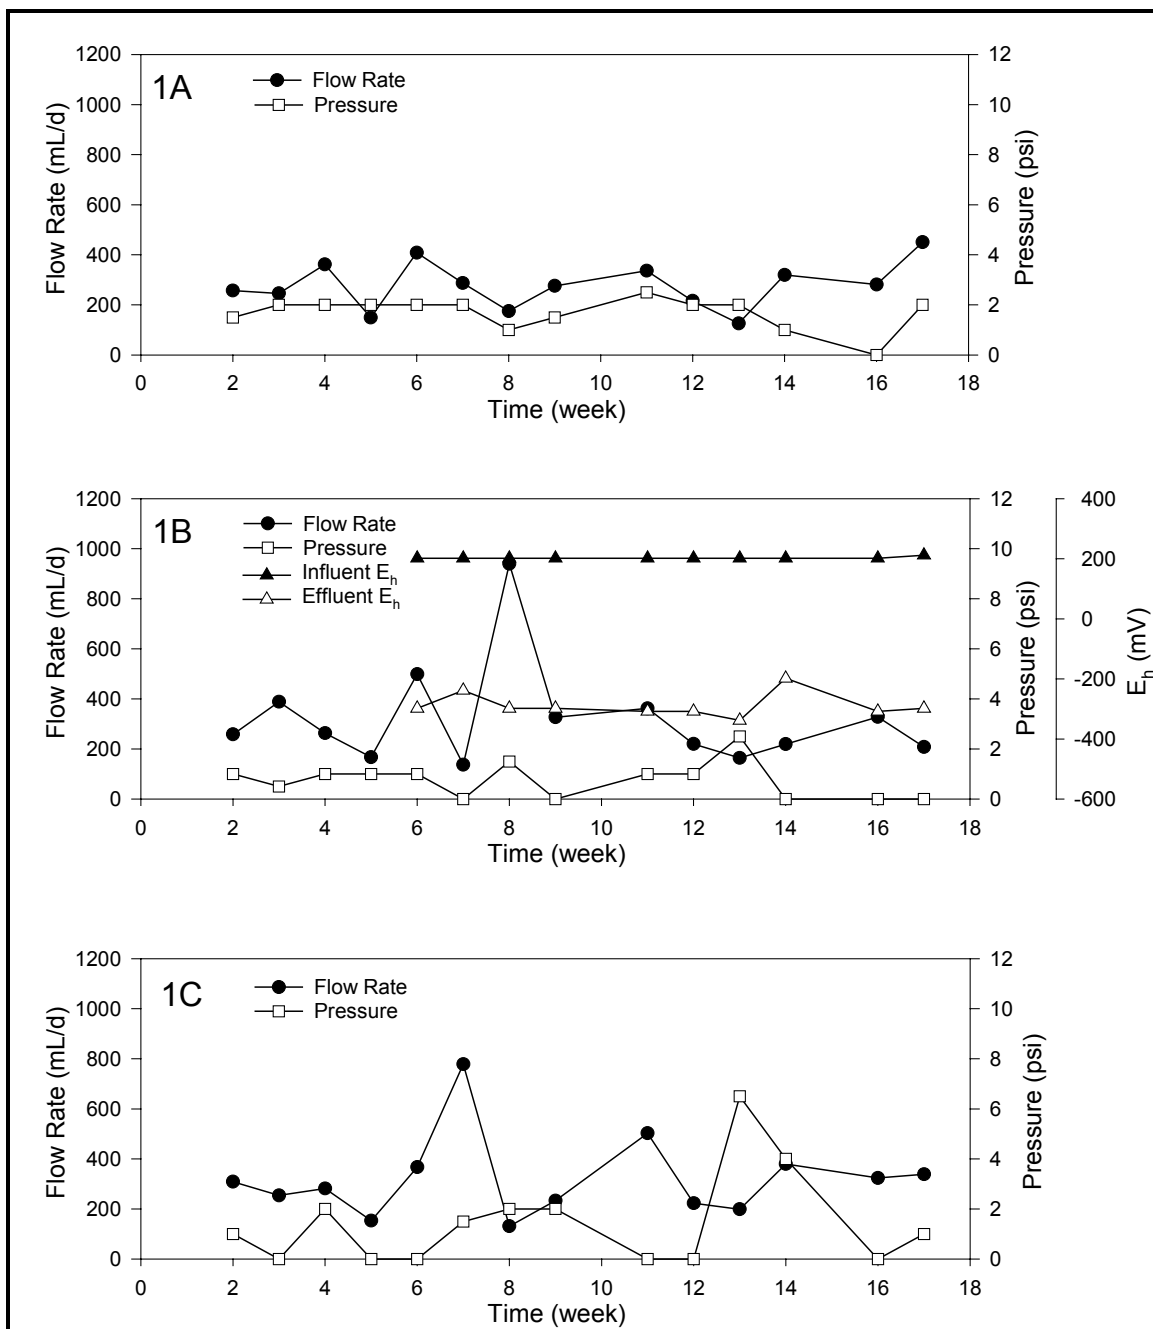 1A
Flow Rate
Pressure
1200
1000
800
600
400
200
0
Flow Rate (mL/d)
12
10
8
6
4
2
0
Pressure (psi)
0 2 4 6 8 10 12 14 16 18
Time (week)
1B
Flow Rate
Pressure
Influent Eh
Effluent Eh
1200
1000
800
600
400
200
0
Flow Rate (mL/d)
12
10
8
6
4
2
0
Pressure (psi)
400
200
0
-200
-400
-600
Eh (mV)
0 2 4 6 8 10 12 14 16 18
Time (week)
1C
Flow Rate
Pressure
1200
1000
800
600
400
200
0
Flow Rate (mL/d)
12
10
8
6
4
2
0
Pressure (psi)
0 2 4 6 8 10 12 14 16 18
Time (week)